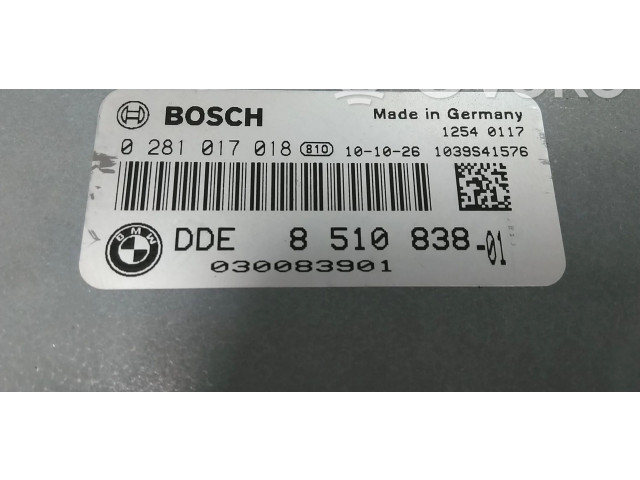 BOSCH Made in Germany
1254 0117
0 281 017 018 810 10-10-26 1039S41576
BMW DDE 8 510 838-01
030083901